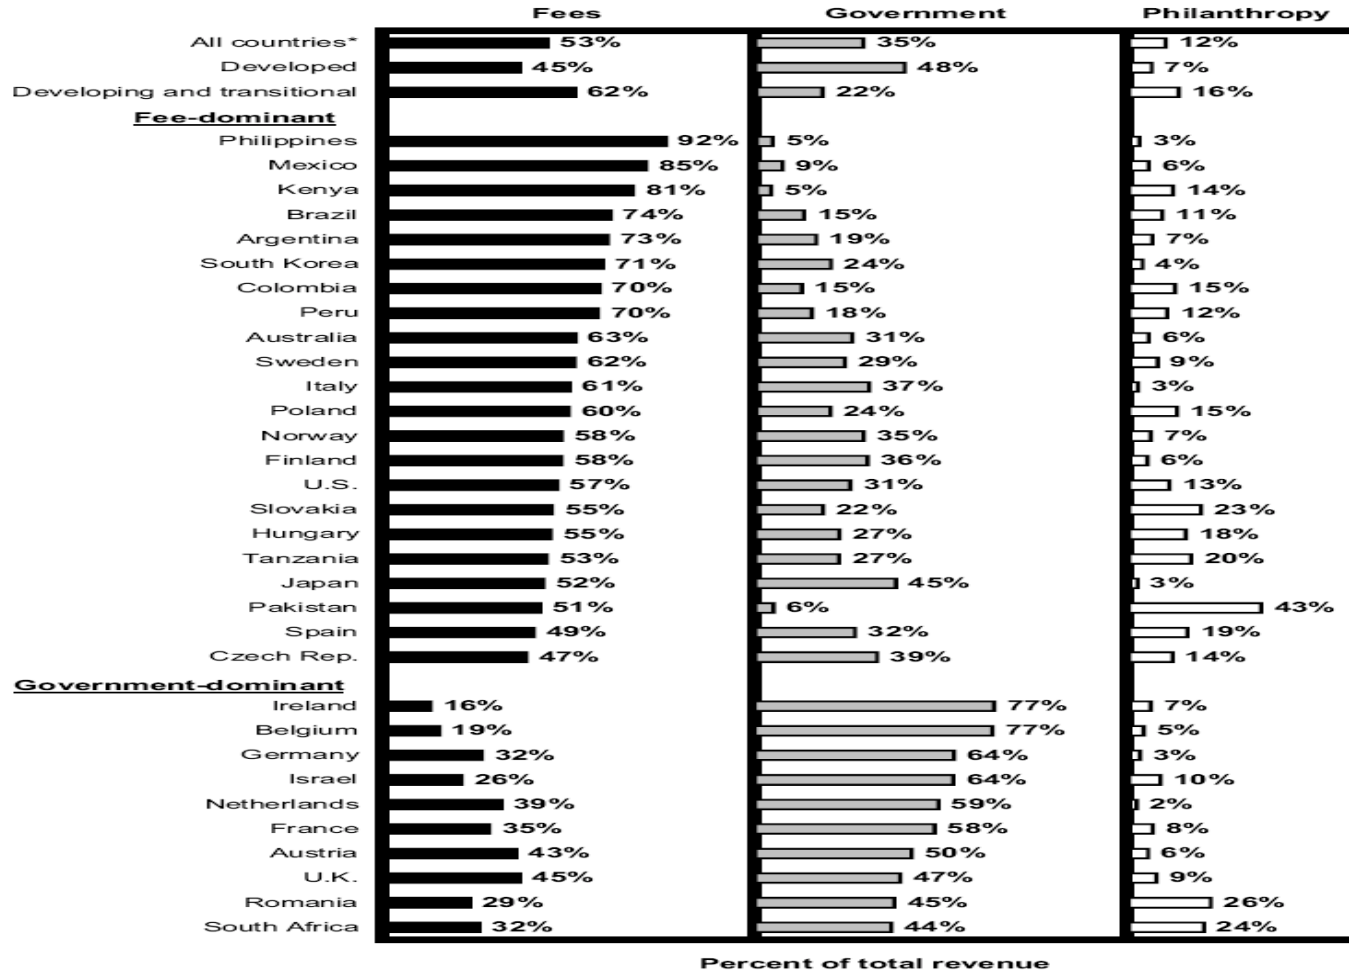 Fees Government Philanthropy
All countries* 53% 35% 12%
Developed 45% 48% 7%
Developing and transitional 62% 22% 16%
Fee-dominant
Philippines 92% 5% 3%
Mexico 85% 9% 6%
Kenya 81% 5% 14%
Brazil 74% 15% 11%
Argentina 73% 19% 7%
South Korea 71% 24% 4%
Colombia 70% 15% 15%
Peru 70% 18% 12%
Australia 63% 31% 6%
Sweden 62% 29% 9%
Italy 61% 37% 3%
Poland 60% 24% 15%
Norway 58% 35% 7%
Finland 58% 36% 6%
U.S. 57% 31% 13%
Slovakia 55% 22% 23%
Hungary 55% 27% 18%
Tanzania 53% 27% 20%
Japan 52% 45% 3%
Pakistan 51% 6% 43%
Spain 49% 32% 19%
Czech Rep. 47% 39% 14%
Government-dominant
Ireland 16% 77% 7%
Belgium 19% 77% 5%
Germany 32% 64% 3%
Israel 26% 64% 10%
Netherlands 39% 59% 2%
France 35% 58% 8%
Austria 43% 50% 6%
U.K. 45% 47% 9%
Romania 29% 45% 26%
South Africa 32% 44% 24%
Percent of total revenue